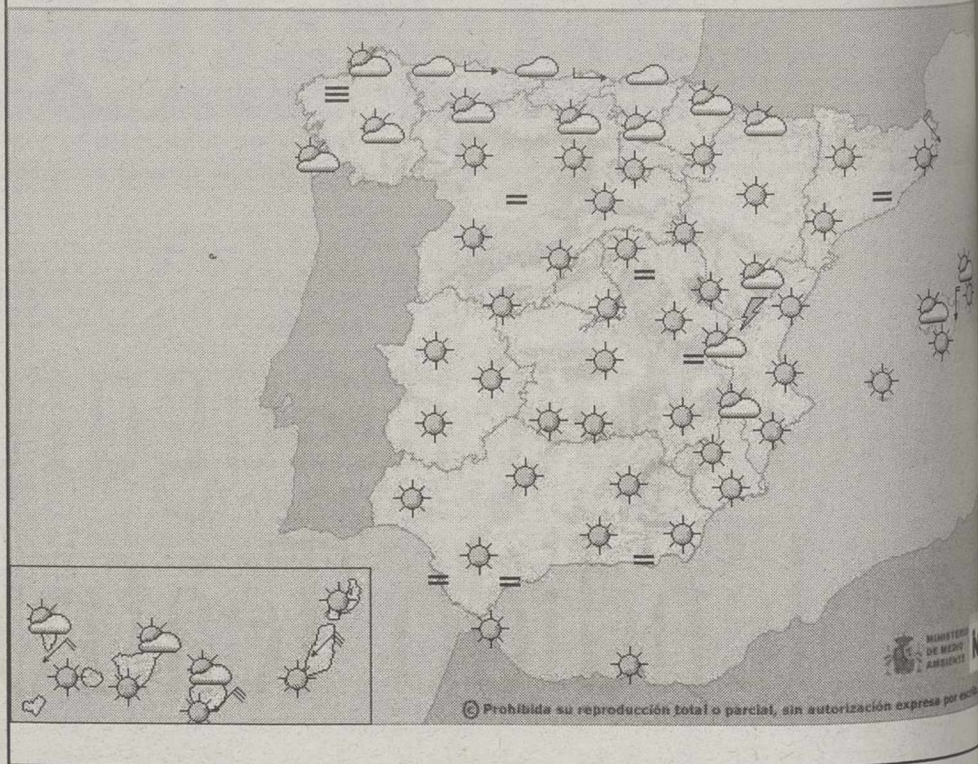 MINISTERIO
DE MEDIO
AMBIENTE
© Prohibida su reproducción total o parcial, sin autorización expresa por